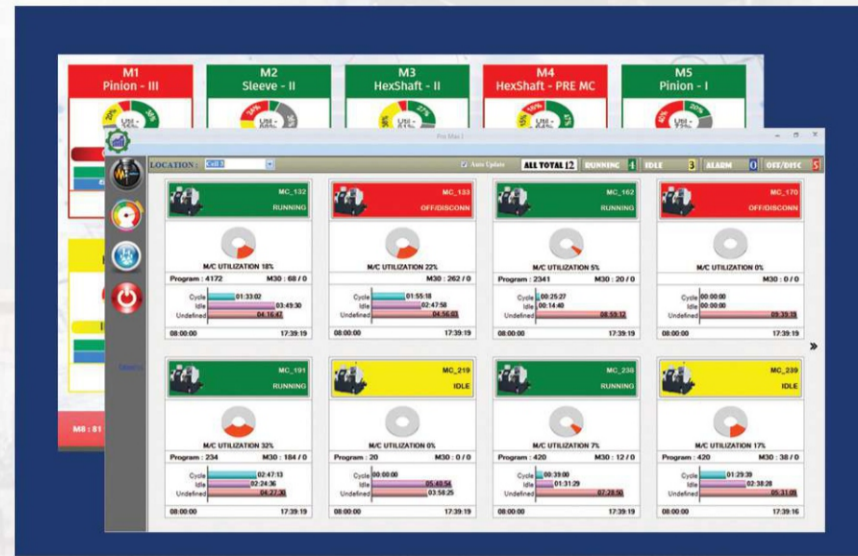 M1
Pinion - III
M2
Sleeve - II
M3
HexShaft - II
M4
HexShaft - PRE MC
M5
Pinion - I
Pro Max I
LOCATION : Cell 3
Auto Update
ALL TOTAL 12
RUNNING 4
IDLE 3
ALARM 0
OFF/DISC 5
MC_132
RUNNING
M/C UTILIZATION 18%
Program : 4172 M30 : 68 / 0
Cycle 01:33:02
Idle 03:49:30
Undefined 04:16:47
08:00:00 17:39:19
MC_133
OFF/DISCONN
M/C UTILIZATION 22%
M30 : 262 / 0
Cycle 01:55:18
Idle 02:47:58
Undefined 04:56:03
08:00:00 17:39:19
MC_162
RUNNING
M/C UTILIZATION 5%
Program : 2341 M30 : 20 / 0
Cycle 00:25:27
Idle 00:14:40
Undefined 08:59:12
08:00:00 17:39:19
MC_170
OFF/DISCONN
M/C UTILIZATION 0%
M30 : 0 / 0
Cycle 00:00:00
Idle 00:00:00
Undefined 09:39:19
08:00:00 17:39:19
»
MC_191
RUNNING
M/C UTILIZATION 32%
Program : 234 M30 : 184 / 0
Cycle 02:47:13
Idle 02:24:36
Undefined 04:27:30
08:00:00 17:39:19
MC_219
IDLE
M/C UTILIZATION 0%
Program : 20 M30 : 0 / 0
Cycle 00:00:00
Idle 05:40:54
Undefined 03:58:25
08:00:00 17:39:19
MC_238
RUNNING
M/C UTILIZATION 7%
Program : 420 M30 : 12 / 0
Cycle 00:39:00
Idle 01:31:29
Undefined 07:28:50
08:00:00 17:39:19
MC_239
IDLE
M/C UTILIZATION 17%
Program : 420 M30 : 38 / 0
Cycle 01:29:39
Idle 02:38:28
Undefined 05:31:09
08:00:00 17:39:16
M8 : 81